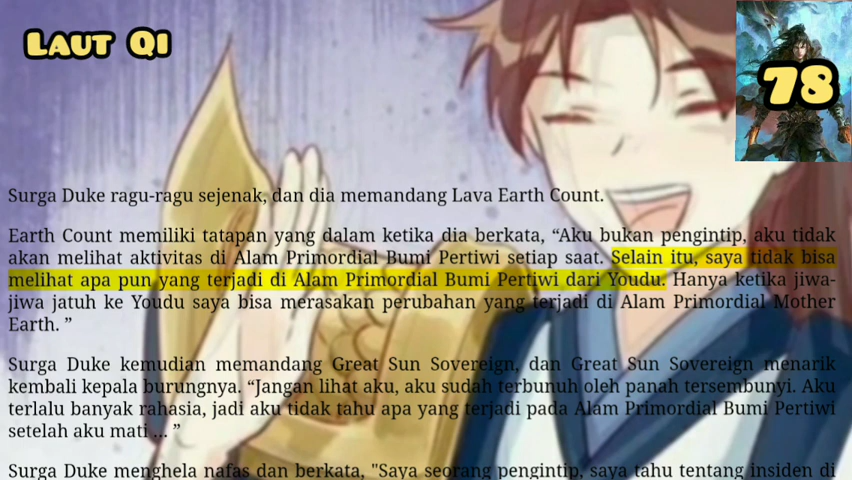 Laut Qi
78
Surga Duke ragu-ragu sejenak, dan dia memandang Lava Earth Count.
Earth Count memiliki tatapan yang dalam ketika dia berkata, “Aku bukan pengintip, aku tidak
akan melihat aktivitas di Alam Primordial Bumi Pertiwi setiap saat. Selain itu, saya tidak bisa
melihat apa pun yang terjadi di Alam Primordial Bumi Pertiwi dari Youdu. Hanya ketika jiwa-
jiwa jatuh ke Youdu saya bisa merasakan perubahan yang terjadi di Alam Primordial Mother
Earth. ”
Surga Duke kemudian memandang Great Sun Sovereign, dan Great Sun Sovereign menarik
kembali kepala burungnya. “Jangan lihat aku, aku sudah terbunuh oleh panah tersembunyi. Aku
terlalu banyak rahasia, jadi aku tidak tahu apa yang terjadi pada Alam Primordial Bumi Pertiwi
setelah aku mati ... ”
Surga Duke menghela nafas dan berkata, "Saya seorang pengintip, saya tahu tentang insiden di